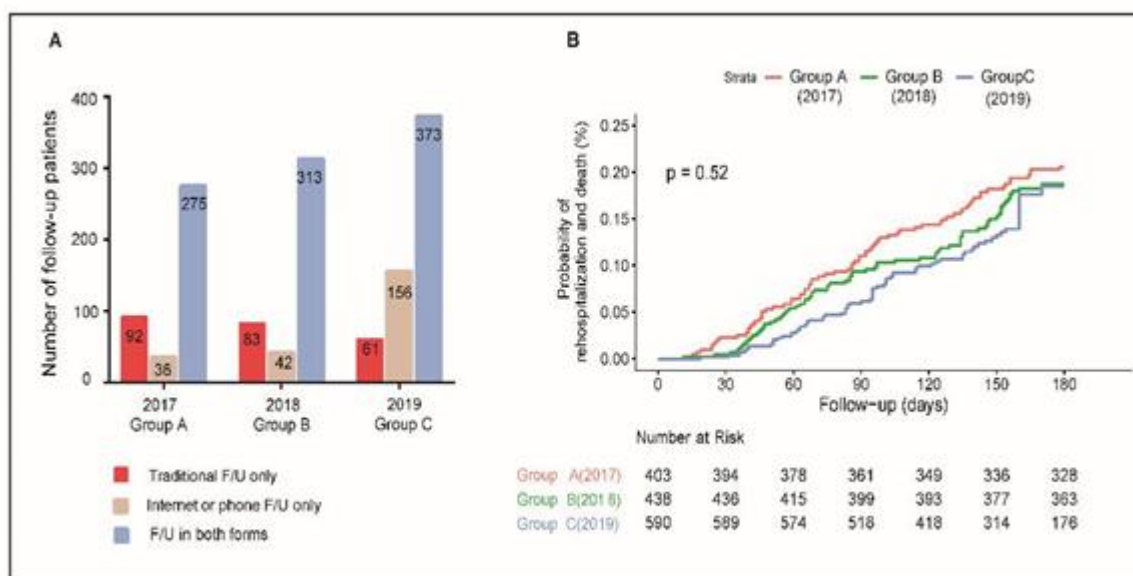 A
Number of follow-up patients
400
300
200
100
0
92
36
275
83
42
313
61
156
373
2017
Group A
2018
Group B
2019
Group C
Traditional F/U only
Internet or phone F/U only
F/U in both forms
B
Strata Group A Group B GroupC
(2017) (2018) (2019)
Probability of
rehospitalization and death (%)
0.25
0.20
0.15
0.10
0.05
0.00
p = 0.52
0 30 60 90 120 150 180
Follow-up (days)
Number at Risk
Group A(2017) 403 394 378 361 349 336 328
Group B(2018) 438 436 415 399 393 377 363
Group C(2019) 590 589 574 518 418 314 176